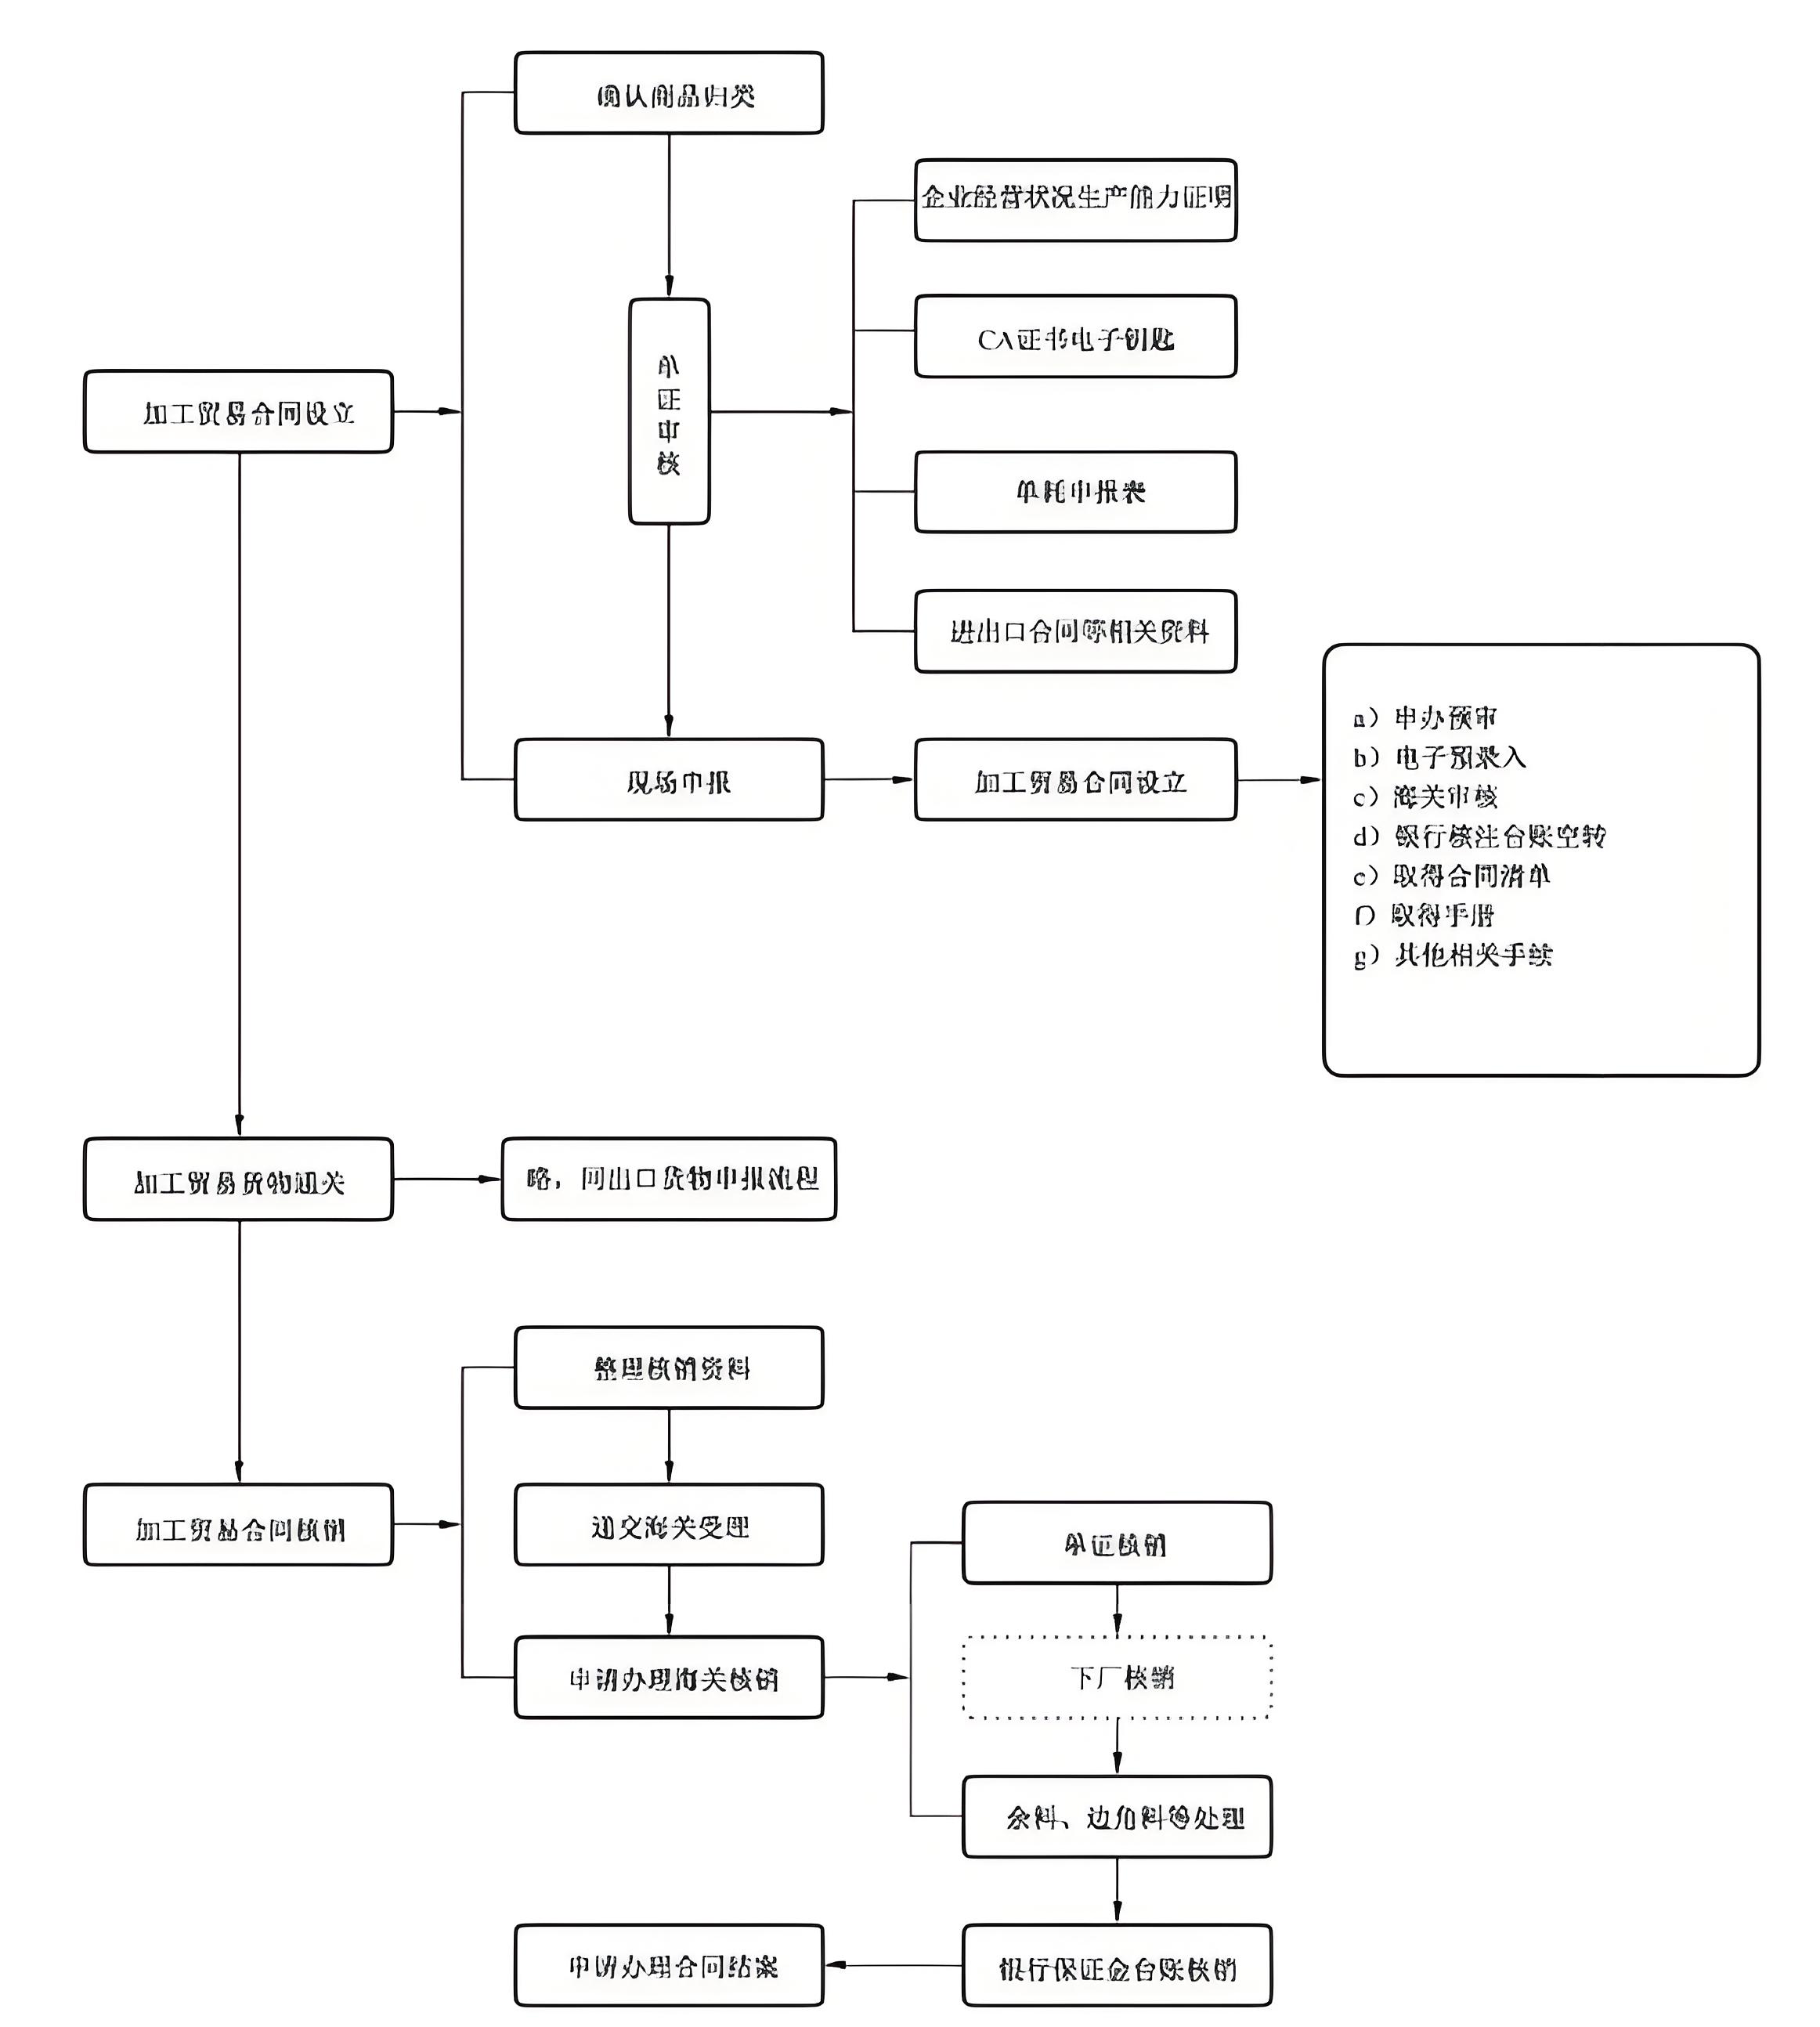 确认商品归类
企业经营状况生产能力证明
CA证书电子钥匙
单
证
审
核
加工贸易合同设立
单耗申报表
进出口合同等相关资料
a）申办预审
b）电子预录入
c）海关审核
d）银行核注台账空转
e）取得合同清单
f）取得手册
g）其他相关手续
现场申报
加工贸易合同设立
加工贸易货物通关
略，同出口货物申报流程
整理核销资料
加工贸易合同核销
递交海关受理
单证核销
申请办理海关核销
下厂核销
余料、边角料等处理
申请办理合同结案
银行保证金台账核销